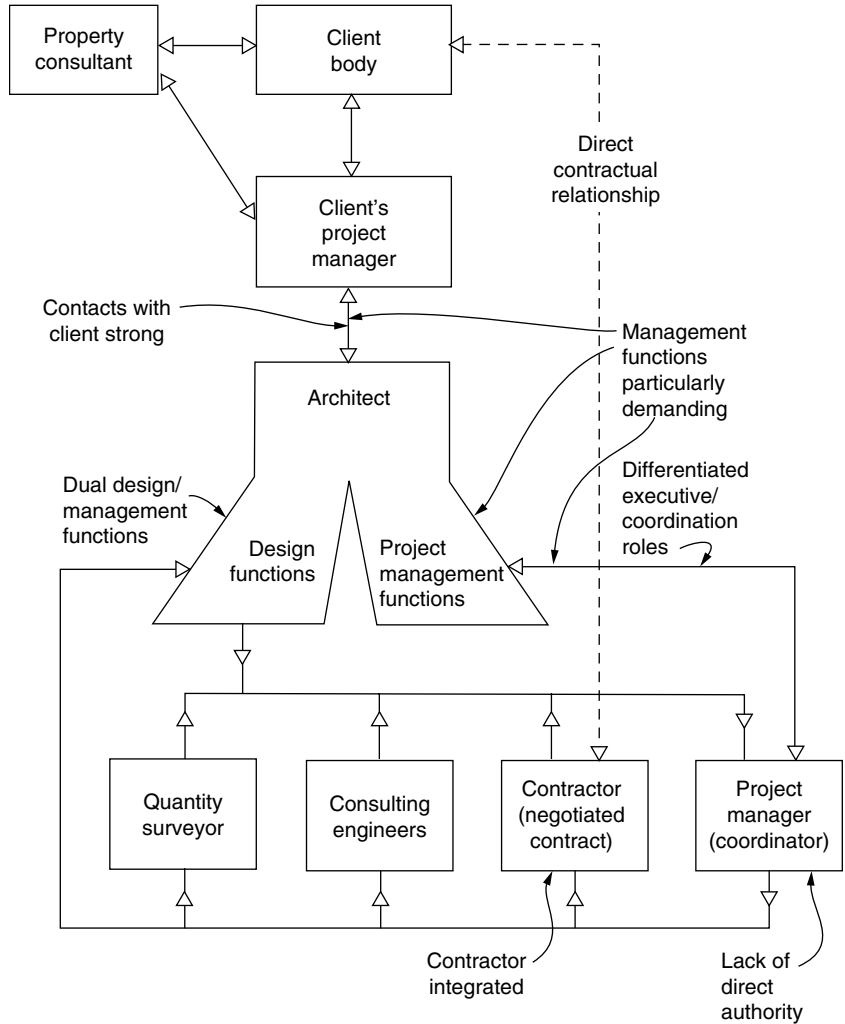 Property
consultant
Client
body
Direct
contractual
relationship
Client's
project
manager
Contacts with
client strong
Management
functions
particularly
demanding
Architect
Differentiated
executive/
coordination
roles
Dual design/
management
functions
Design
functions
Project
management
functions
Quantity
surveyor
Consulting
engineers
Contractor
(negotiated
contract)
Project
manager
(coordinator)
Contractor
integrated
Lack of
direct
authority